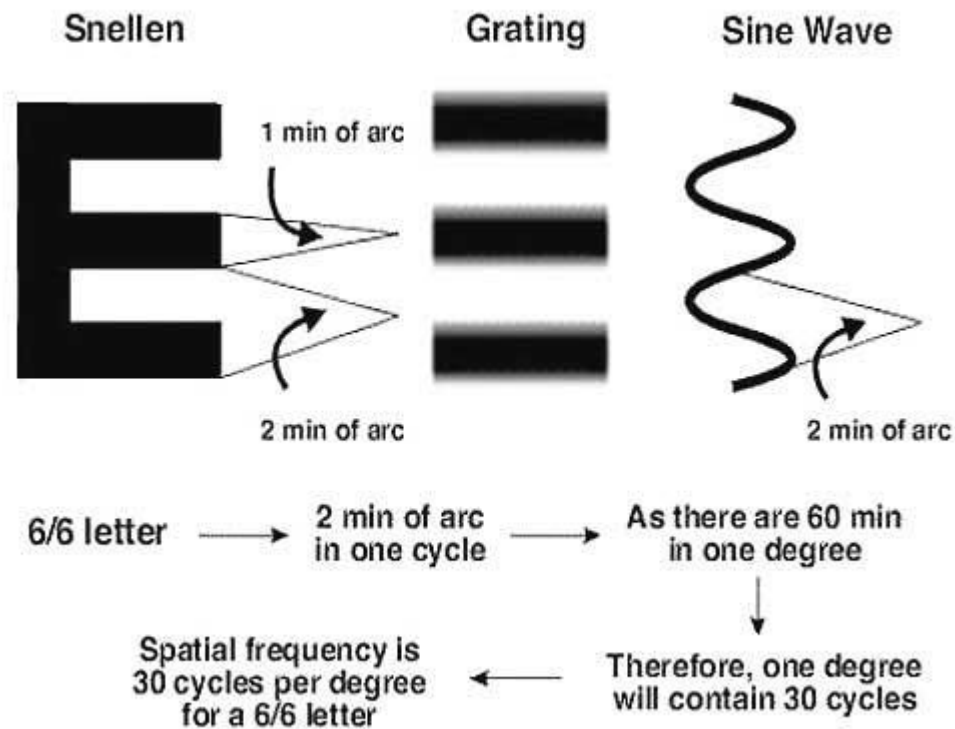 Snellen
Grating
Sine Wave
1 min of arc
2 min of arc
2 min of arc
6/6 letter
2 min of arc
in one cycle
As there are 60 min
in one degree
Therefore, one degree
will contain 30 cycles
Spatial frequency is
30 cycles per degree
for a 6/6 letter